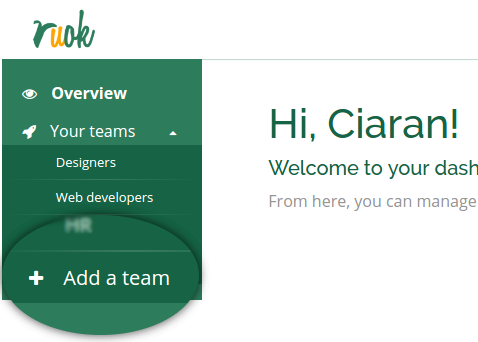 ruok
Overview
Your teams
Designers
Web developers
HR
Add a team
Hi, Ciaran!
Welcome to your dash
From here, you can manage